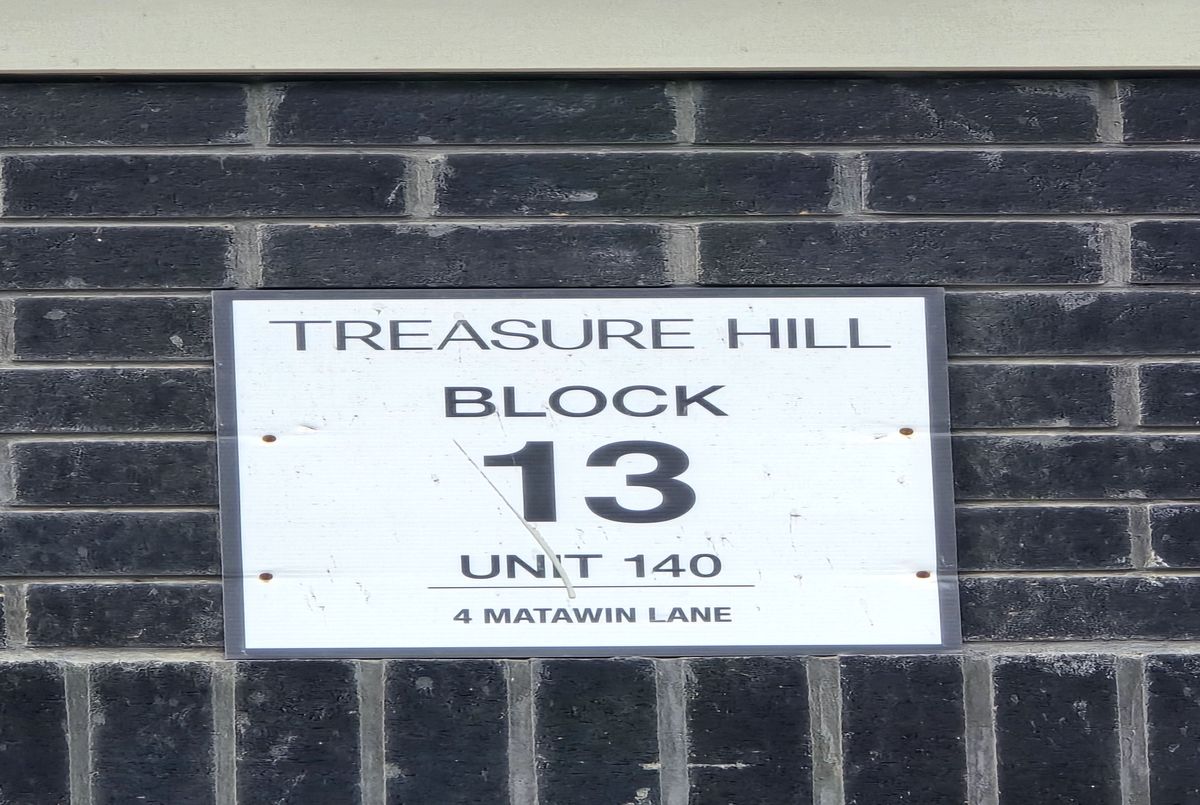 TREASURE HILL
BLOCK
13
UNIT 140
4 MATAWIN LANE